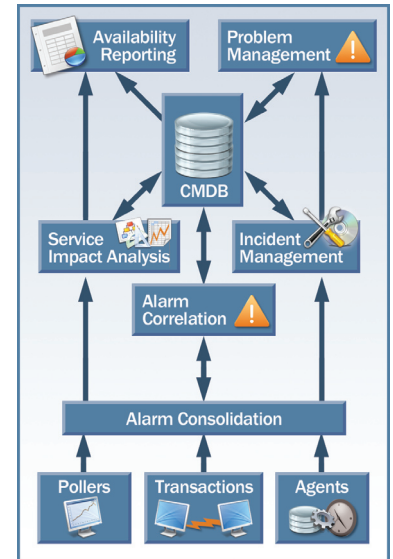 Availability
Reporting
Problem
Management
CMDB
Service
Impact Analysis
Incident
Management
Alarm
Correlation
Alarm Consolidation
Pollers
Transactions
Agents